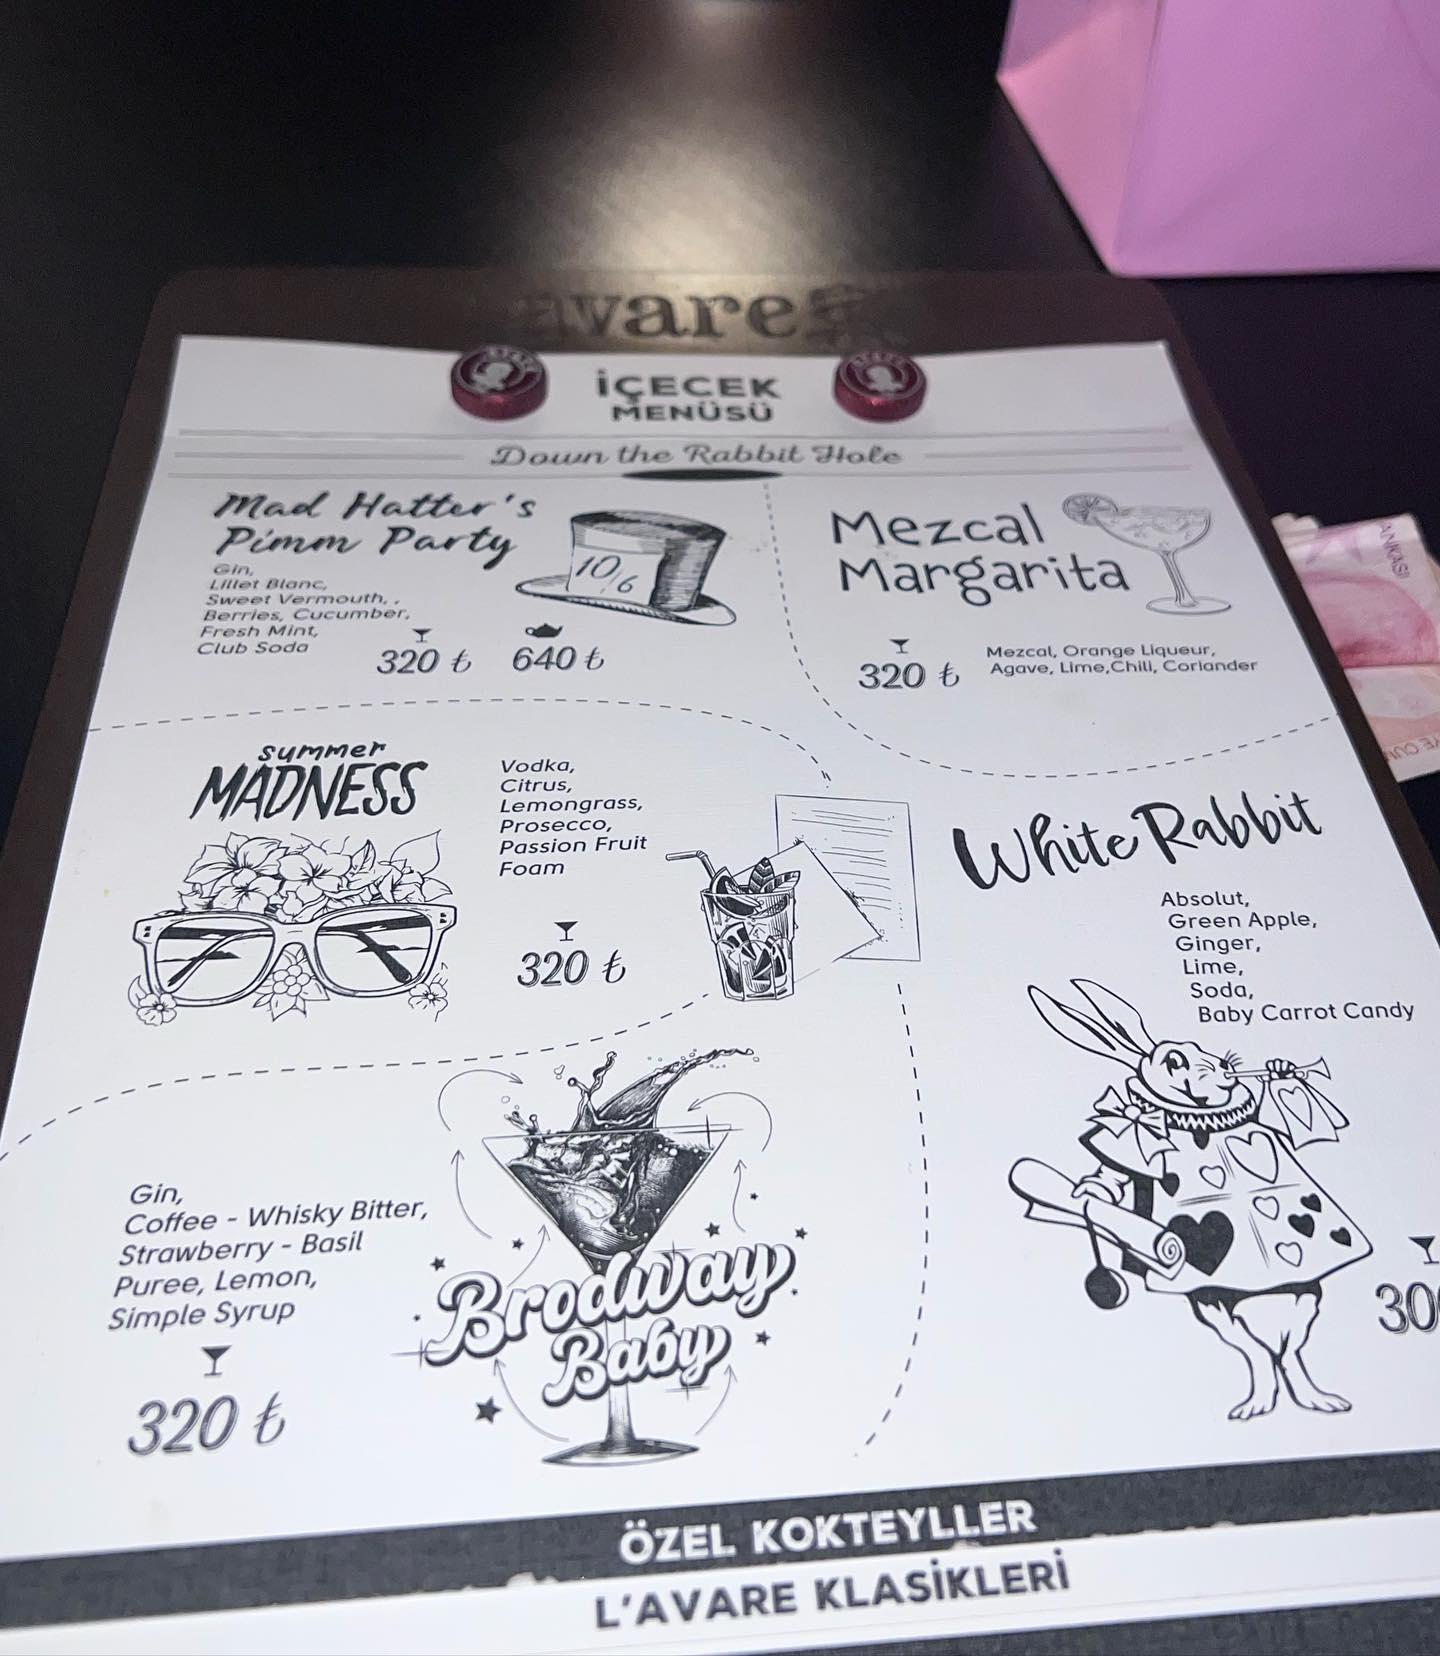 vare
İÇECEK
MENÜSÜ
Down the Rabbit Hole
Mad Hatter's
Pimm Party
Gin,
Lillet Blanc,
Sweet Vermouth, ,
Berries, Cucumber,
Fresh Mint,
Club Soda
320 ₺ 640 ₺
10/6
Mezcal
Margarita
320 ₺
Mezcal, Orange Liqueur,
Agave, Lime,Chili, Coriander
summer
MADNESS
Vodka,
Citrus,
Lemongrass,
Prosecco,
Passion Fruit
Foam
320 ₺
White Rabbit
Absolut,
Green Apple,
Ginger,
Lime,
Soda,
Baby Carrot Candy
30
Gin,
Coffee - Whisky Bitter,
Strawberry - Basil
Puree, Lemon,
Simple Syrup
320 ₺
Brodway
Baby
ÖZEL KOKTEYLLER
L'AVARE KLASİKLERİ
ANKASI